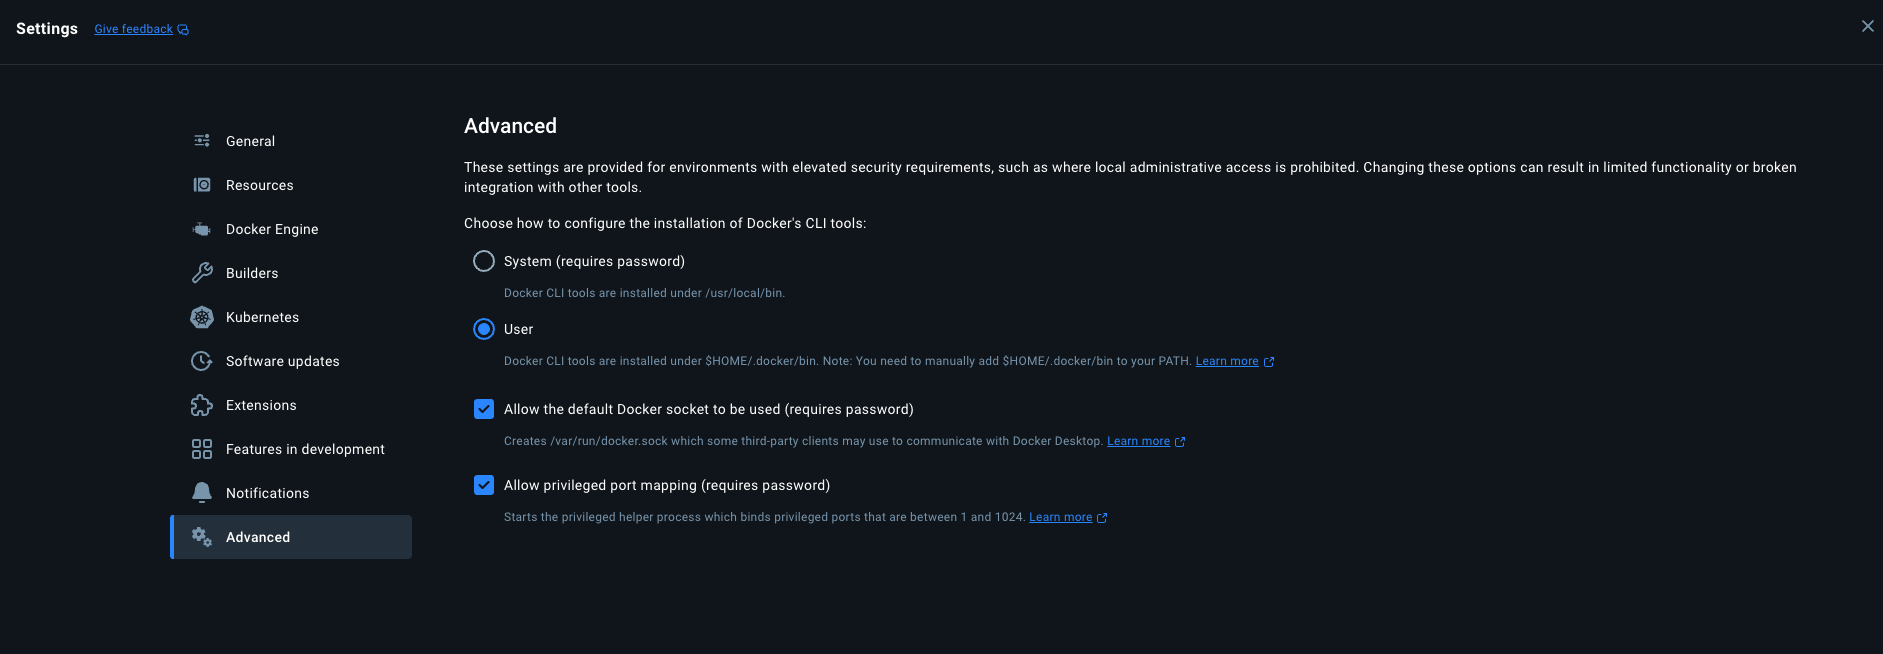 Settings
Give feedback
General
Resources
Docker Engine
Builders
Kubernetes
Software updates
Extensions
Features in development
Notifications
Advanced
Advanced
These settings are provided for environments with elevated security requirements, such as where local administrative access is prohibited. Changing these options can result in limited functionality or broken
integration with other tools.
Choose how to configure the installation of Docker's CLI tools:
System (requires password)
Docker CLI tools are installed under /usr/local/bin.
User
Docker CLI tools are installed under $HOME/.docker/bin. Note: You need to manually add $HOME/.docker/bin to your PATH. Learn more
Allow the default Docker socket to be used (requires password)
Creates /var/run/docker.sock which some third-party clients may use to communicate with Docker Desktop. Learn more
Allow privileged port mapping (requires password)
Starts the privileged helper process which binds privileged ports that are between 1 and 1024. Learn more